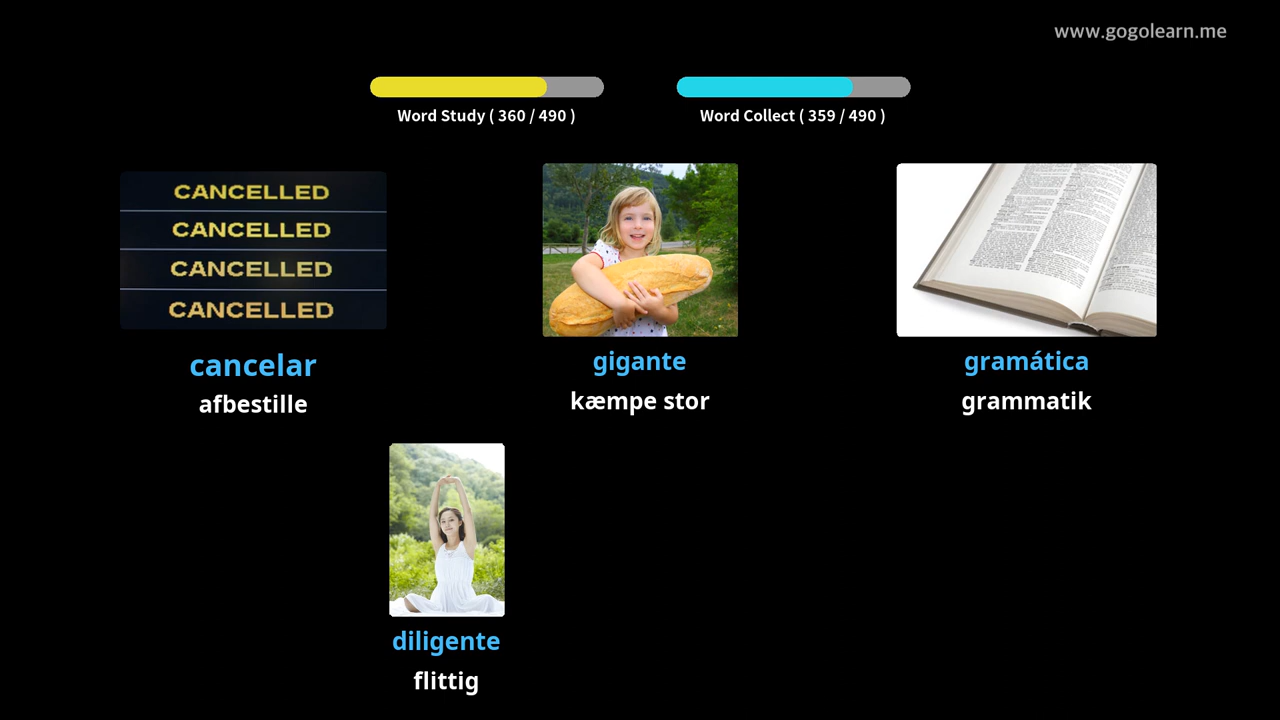 www.gogolearn.me
Word Study ( 360 / 490 )
Word Collect ( 359 / 490 )
CANCELLED
CANCELLED
CANCELLED
CANCELLED
cancelar
afbestille
gigante
kæmpe stor
gramática
grammatik
diligente
flittig